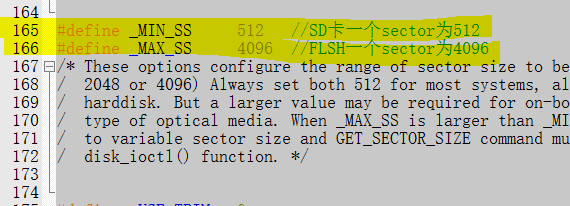 164
165 #define _MIN_SS 512 //SD卡一个sector为512
166 #define _MAX_SS 4096 //FLSH一个sector为4096
167 /* These options configure the range of sector size to be
168 / 2048 or 4096) Always set both 512 for most systems, al
169 / harddisk. But a larger value may be required for on-bo
170 / type of optical media. When _MAX_SS is larger than _MI
171 / to variable sector size and GET_SECTOR_SIZE command mu
172 / disk_ioctl() function. */
173
174